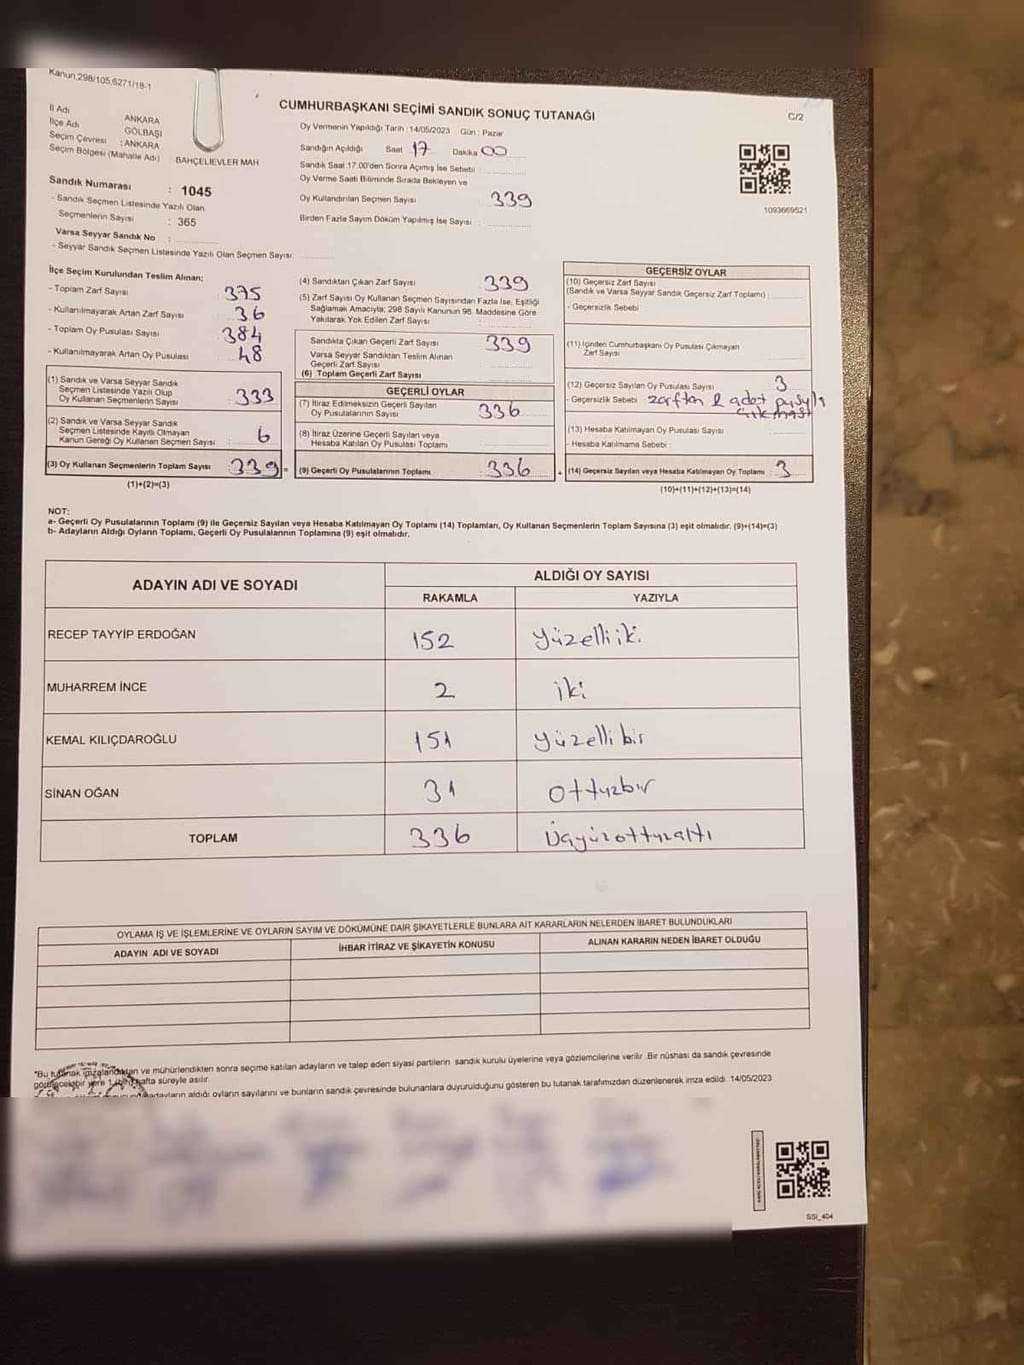 Kanun:298/105,6271/18-1
CUMHURBAŞKANI SEÇİMİ SANDIK SONUÇ TUTANAĞI
C/2
İl Adı ANKARA
İlçe Adı GÖLBAŞI
Seçim Çevresi : ANKARA
Seçim Bölgesi (Mahalle Adı) BAHÇELİEVLER MAH
Sandık Numarası : 1045
- Sandık Seçmen Listesinde Yazılı Olan
Seçmenlerin Sayısı : 365
Varsa Seyyar Sandık No :
- Seyyar Sandık Seçmen Listesinde Yazılı Olan Seçmen Sayısı:
Oy Vermenin Yapıldığı Tarih : 14/05/2023 Gün : Pazar
Sandığın Açıldığı Saat 17 Dakika 00
Sandık Saat 17.00'den Sonra Açımış İse Sebebi :
Oy Verme Saati Bitiminde Sırada Bekleyen ve
Oy Kullandırılan Seçmen Sayısı 339
Birden Fazla Sayım Döküm Yapılmış İse Sayısı :
1093669521
İlçe Seçim Kurulundan Teslim Alınan;
- Toplam Zarf Sayısı 375
- Kullanılmayarak Artan Zarf Sayısı 36
- Toplam Oy Pusulası Sayısı 384
- Kullanılmayarak Artan Oy Pusulası 48
(1) Sandık ve Varsa Seyyar Sandık
Seçmen Listesinde Yazılı Olup
Oy Kullanan Seçmenlerin Sayısı 333
(2) Sandık ve Varsa Seyyar Sandık
Seçmen Listesinde Kayıtlı Olmayan
Kanun Gereği Oy Kullanan Seçmen Sayısı 6
(3) Oy Kullanan Seçmenlerin Toplam Sayısı 339 =
(1)+(2)=(3)
(4) Sandıktan Çıkan Zarf Sayısı 339
(5) Zarf Sayısı Oy Kullanan Seçmen Sayısından Fazla İse, Eşitliği
Sağlamak Amacıyla; 298 Sayılı Kanunun 98. Maddesine Göre
Yakılarak Yok Edilen Zarf Sayısı
Sandıkta Çıkan Geçerli Zarf Sayısı 339
Varsa Seyyar Sandıktan Teslim Alınan
Geçerli Zarf Sayısı
(6) Toplam Geçerli Zarf Sayısı
GEÇERLİ OYLAR
(7) İtiraz Edilmeksizin Geçerli Sayılan
Oy Pusulalarının Sayısı 336
(8) İtiraz Üzerine Geçerli Sayılan veya
Hesaba Katılan Oy Pusulası Toplamı
(9) Geçerli Oy Pusulalarının Toplamı 336 +
GEÇERSİZ OYLAR
(10) Geçersiz Zarf Sayısı
(Sandık ve Varsa Seyyar Sandık Geçersiz Zarf Toplamı)
- Geçersizlik Sebebi :
(11) İçinden Cumhurbaşkanı Oy Pusulası Çıkmayan
Zarf Sayısı
(12) Geçersiz Sayılan Oy Pusulası Sayısı 3
- Geçersizlik Sebebi zarftan 2 adet pusula
çıkması
(13) Hesaba Katılmayan Oy Pusulası Sayısı
- Hesaba Katılmama Sebebi
(14) Geçersiz Sayılan veya Hesaba Katılmayan Oy Toplamı 3
(10)+(11)+(12)+(13)=(14)
NOT:
a- Geçerli Oy Pusulalarının Toplamı (9) ile Geçersiz Sayılan veya Hesaba Katılmayan Oy Toplamı (14) Toplamları, Oy Kullanan Seçmenlerin Toplam Sayısına (3) eşit olmalıdır. (9)+(14)=(3)
b- Adayların Aldığı Oyların Toplamı, Geçerli Oy Pusulalarının Toplamına (9) eşit olmalıdır.
ADAYIN ADI VE SOYADI ALDIĞI OY SAYISI
RAKAMLA YAZIYLA
RECEP TAYYİP ERDOĞAN 152 Yüzelliiki
MUHARREM İNCE 2 iki
KEMAL KILIÇDAROĞLU 151 Yüzellibir
SİNAN OĞAN 31 Ottuzbir
TOPLAM 336 Üçyüzottuzaltı
OYLAMA İŞ VE İŞLEMLERİNE VE OYLARIN SAYIM VE DÖKÜMÜNE DAİR ŞİKAYETLERLE BUNLARA AİT KARARLARIN NELERDEN İBARET BULUNDUKLARI
ADAYIN ADI VE SOYADI İHBAR İTİRAZ VE ŞİKAYETİN KONUSU ALINAN KARARIN NEDEN İBARET OLDUĞU
"Bu tutanak imzalandıktan ve mühürlendikten sonra seçime katılan adayların ve talep eden siyasi partilerin sandık kurulu üyelerine veya gözlemcilerine verilir. Bir nüshası da sandık çevresinde
görülecek bir yere 1 (bir) hafta süreyle asılır.
adayların aldığı oyların sayılarını ve bunların sandık çevresinde bulunanlara duyurulduğunu gösteren bu tutanak tarafımızdan düzenlenerek imza edildi. 14/05/2023
SSI_404